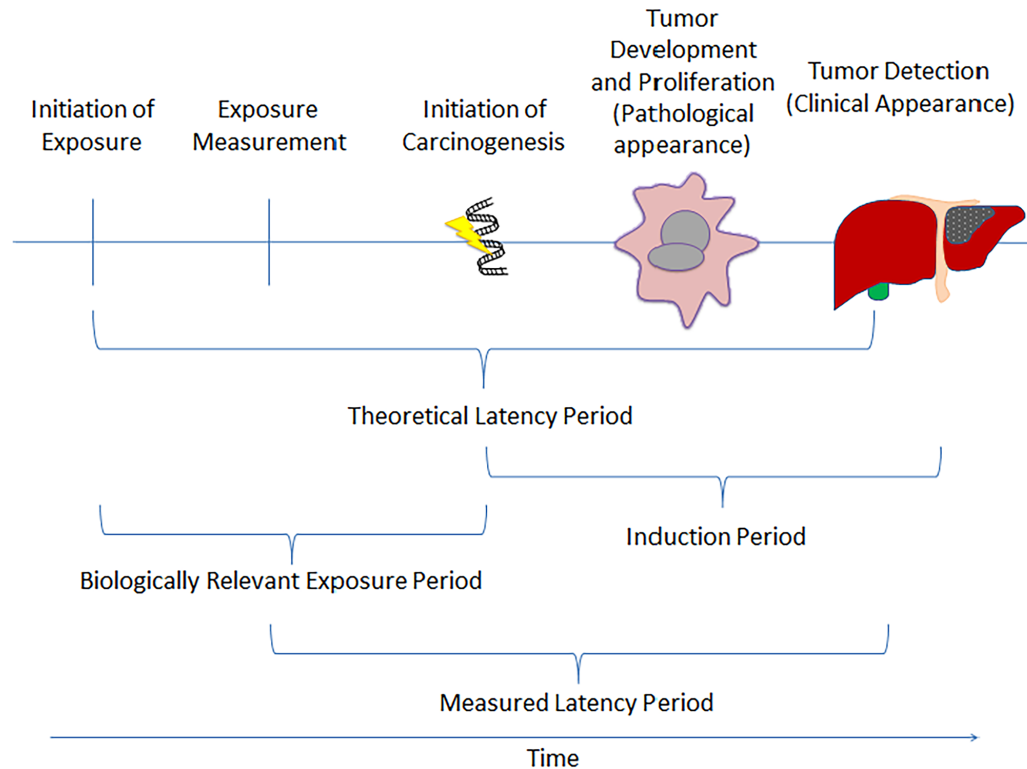 Initiation of
Exposure
Exposure
Measurement
Initiation of
Carcinogenesis
Tumor
Development
and Proliferation
(Pathological
appearance)
Tumor Detection
(Clinical Appearance)
Theoretical Latency Period
Induction Period
Biologically Relevant Exposure Period
Measured Latency Period
Time